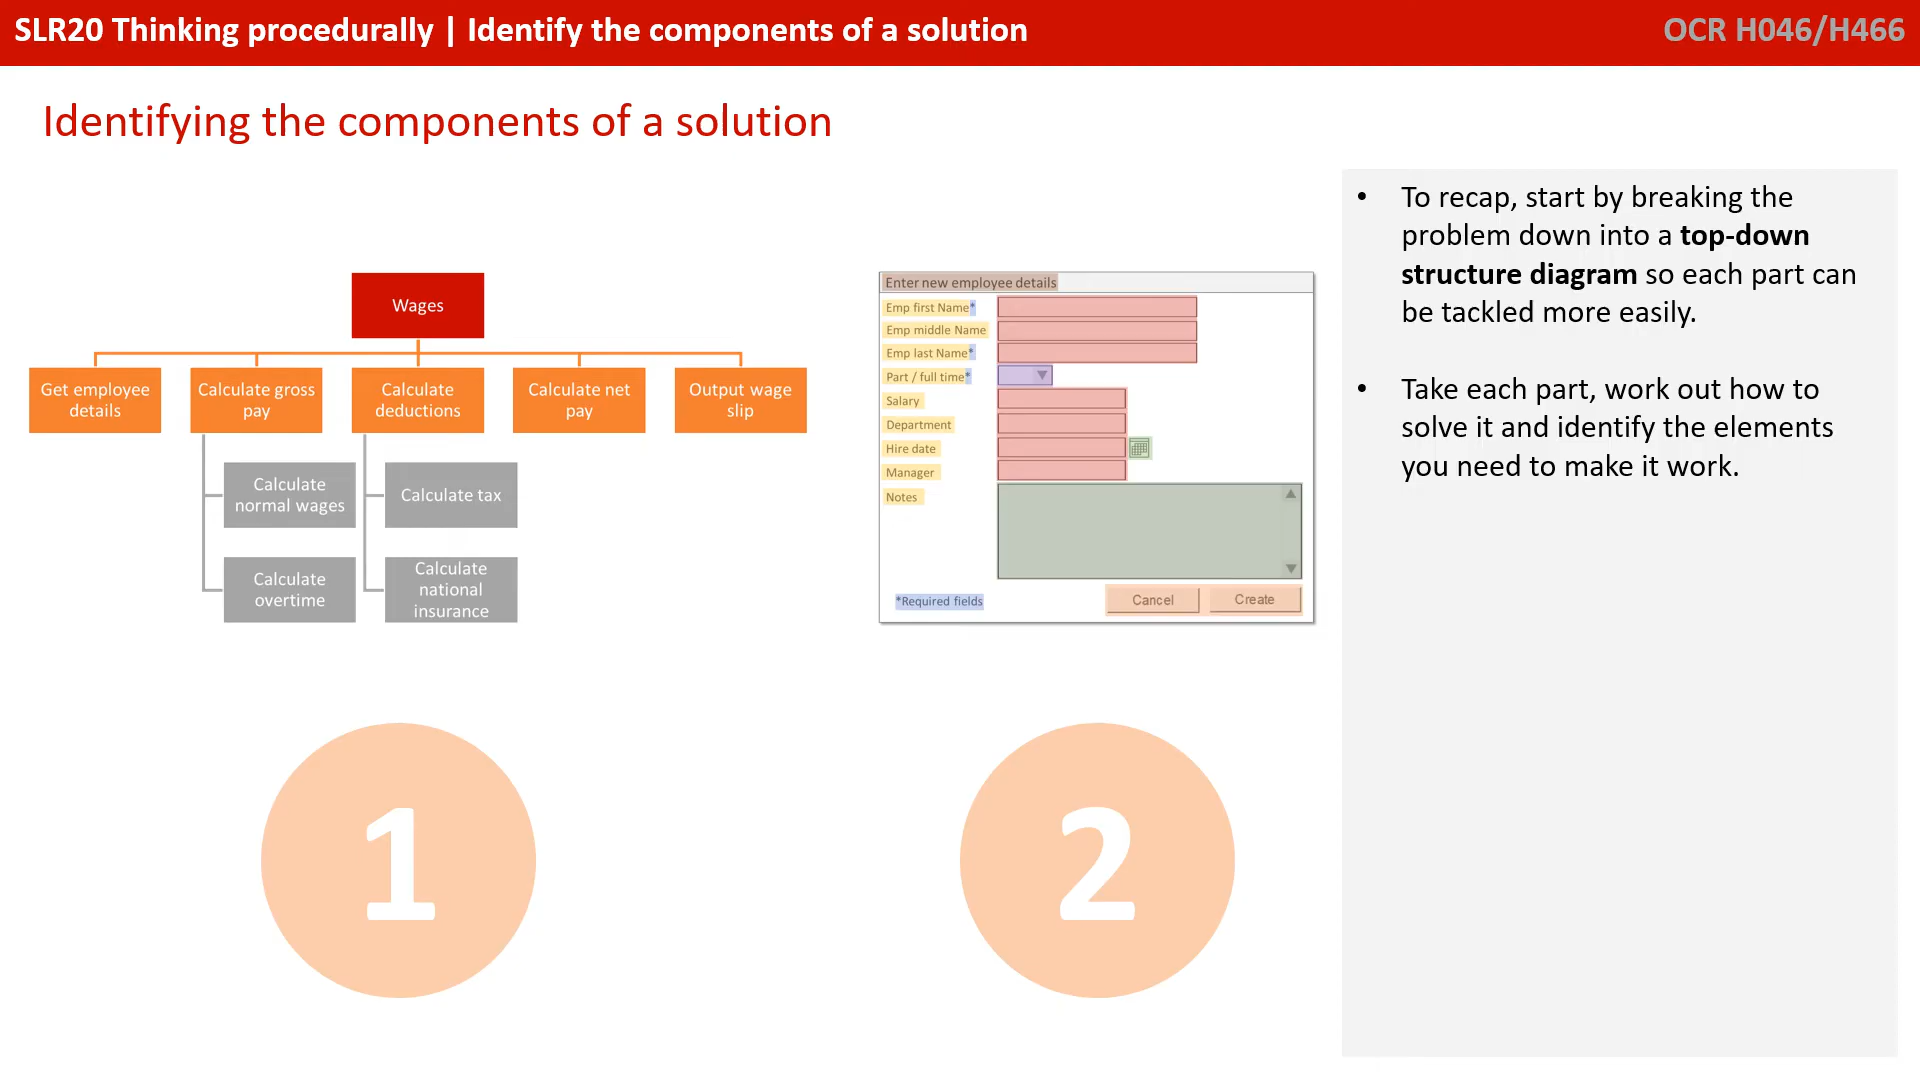 SLR20 Thinking procedurally | Identify the components of a solution
OCR H046/H466
Identifying the components of a solution
Wages
Get employee
details
Calculate gross
pay
Calculate
deductions
Calculate net
pay
Output wage
slip
Calculate
normal wages
Calculate
overtime
Calculate tax
Calculate
national
insurance
1
Enter new employee details
Emp first Name*
Emp middle Name
Emp last Name*
Part / full time*
Salary
Department
Hire date
Manager
Notes
*Required fields
Cancel
Create
2
• To recap, start by breaking the
problem down into a top-down
structure diagram so each part can
be tackled more easily.
• Take each part, work out how to
solve it and identify the elements
you need to make it work.